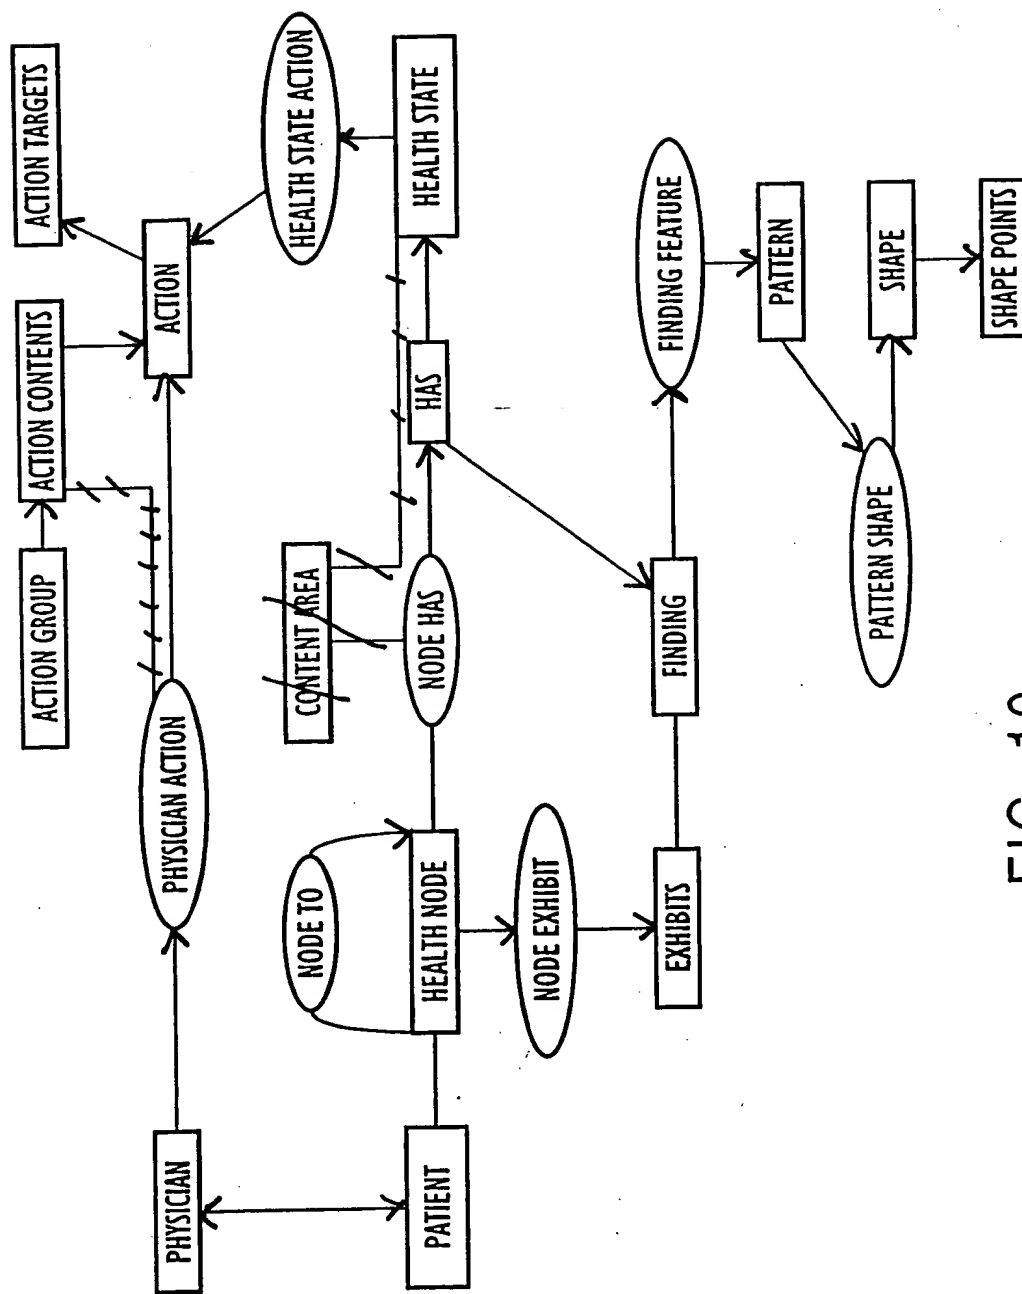 ACTION GROUP
ACTION CONTENTS
ACTION TARGETS
PHYSICIAN
PHYSICIAN ACTION
ACTION
NODE TO
CONTENT AREA
HEALTH STATE ACTION
PATIENT
HEALTH NODE
NODE HAS
HAS
HEALTH STATE
NODE EXHIBIT
EXHIBITS
FINDING
FINDING FEATURE
PATTERN
PATTERN SHAPE
SHAPE
SHAPE POINTS